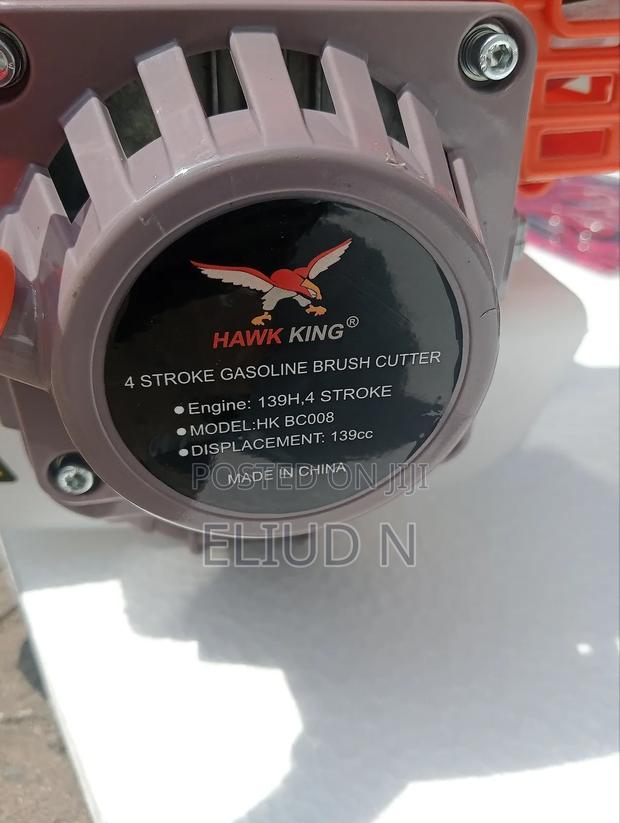 HAWK KING®
4 STROKE GASOLINE BRUSH CUTTER
●Engine: 139H,4 STROKE
●MODEL:HK BC008
●DISPLACEMENT: 139cc
MADE IN CHINA
POSTED ON JIJI
ELIUD N